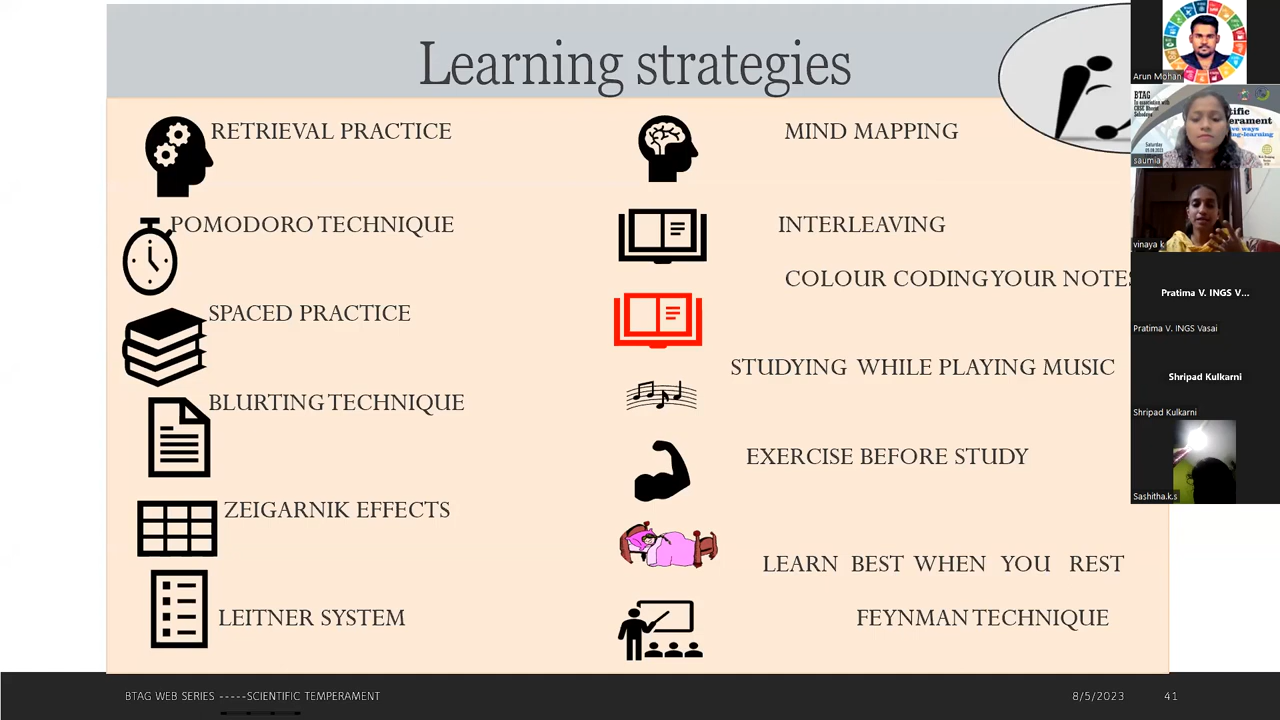 Learning strategies
RETRIEVAL PRACTICE
POMODORO TECHNIQUE
SPACED PRACTICE
BLURTING TECHNIQUE
ZEIGARNIK EFFECTS
LEITNER SYSTEM
MIND MAPPING
INTERLEAVING
COLOUR CODING YOUR NOTES
STUDYING WHILE PLAYING MUSIC
EXERCISE BEFORE STUDY
LEARN BEST WHEN YOU REST
FEYNMAN TECHNIQUE
BTAG WEB SERIES -----SCIENTIFIC TEMPERAMENT
8/5/2023
41
Arun Mohan
BTAG
saumia
vinaya k
Pratima V. INGS V...
Pratima V. INGS Vasai
Shripad Kulkarni
Shripad Kulkarni
Sashitha.k.s